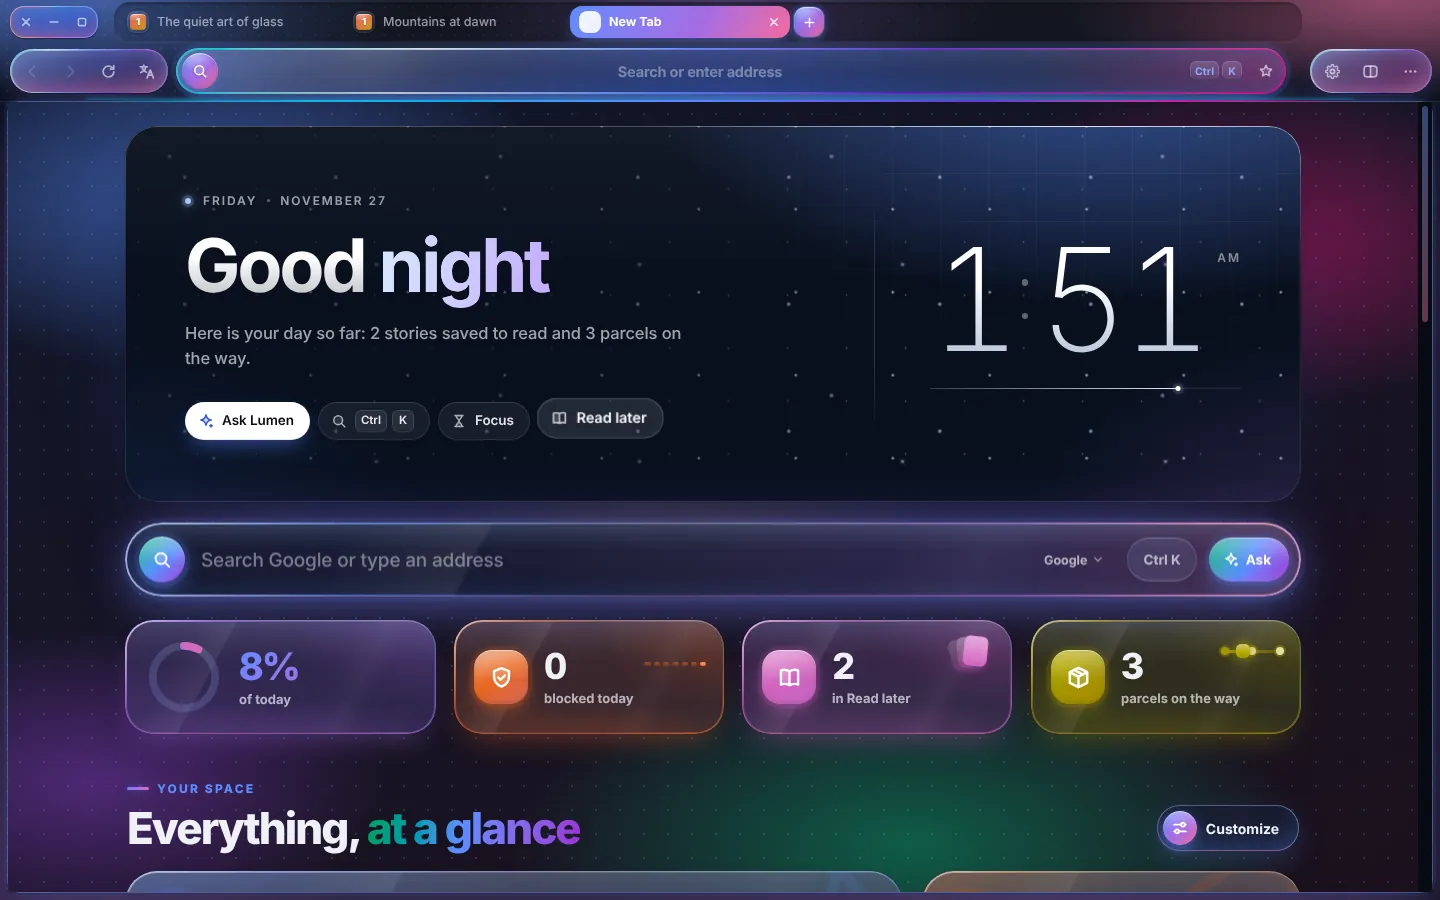 1 The quiet art of glass
1 Mountains at dawn
New Tab
Search or enter address
Ctrl K
FRIDAY • NOVEMBER 27
Good night
Here is your day so far: 2 stories saved to read and 3 parcels on
the way.
1:51 AM
Ask Lumen
Ctrl K
Focus
Read later
Search Google or type an address
Google
Ctrl K
Ask
8%
of today
0
blocked today
2
in Read later
3
parcels on the way
YOUR SPACE
Everything, at a glance
Customize